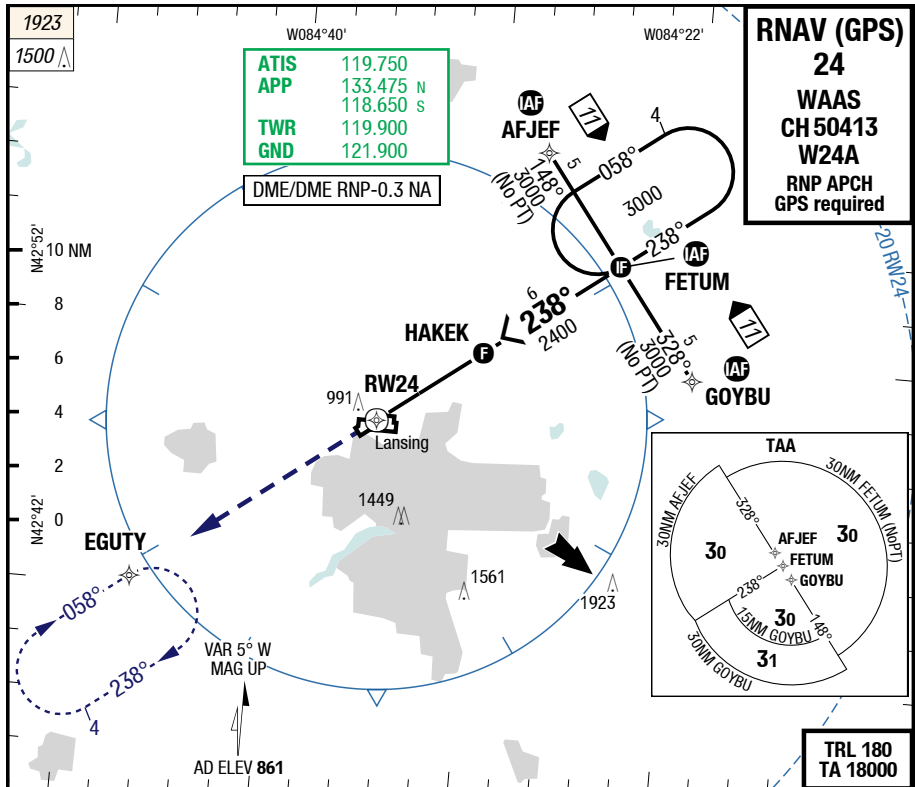 1923
1500
W084°40'
W084°22'
RNAV (GPS)
24
WAAS
CH 50413
W24A
RNP APCH
GPS required
ATIS 119.750
APP 133.475 N
118.650 S
TWR 119.900
GND 121.900
DME/DME RNP-0.3 NA
IAF
AFJEF
11
4
5
148°
3000
(No PT)
058°
3000
238°
IF
IAF
FETUM
20 RW24
N42°52'
10 NM
8
6
4
2
0
N42°42'
6
238°
2400
HAKEK
F
11
5
328°
3000
(No PT)
IAF
GOYBU
RW24
991
Lansing
1449
1561
1923
EGUTY
058°
238°
4
VAR 5° W
MAG UP
AD ELEV 861
TAA
30NM AFJEF
30NM FETUM (NoPT)
328°
30
30
AFJEF
FETUM
GOYBU
238°
148°
30
15NM GOYBU
31
30NM GOYBU
TRL 180
TA 18000